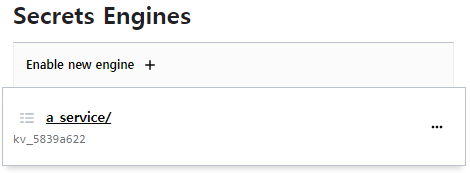 Secrets Engines
Enable new engine +
a_service/
kv_5839a622